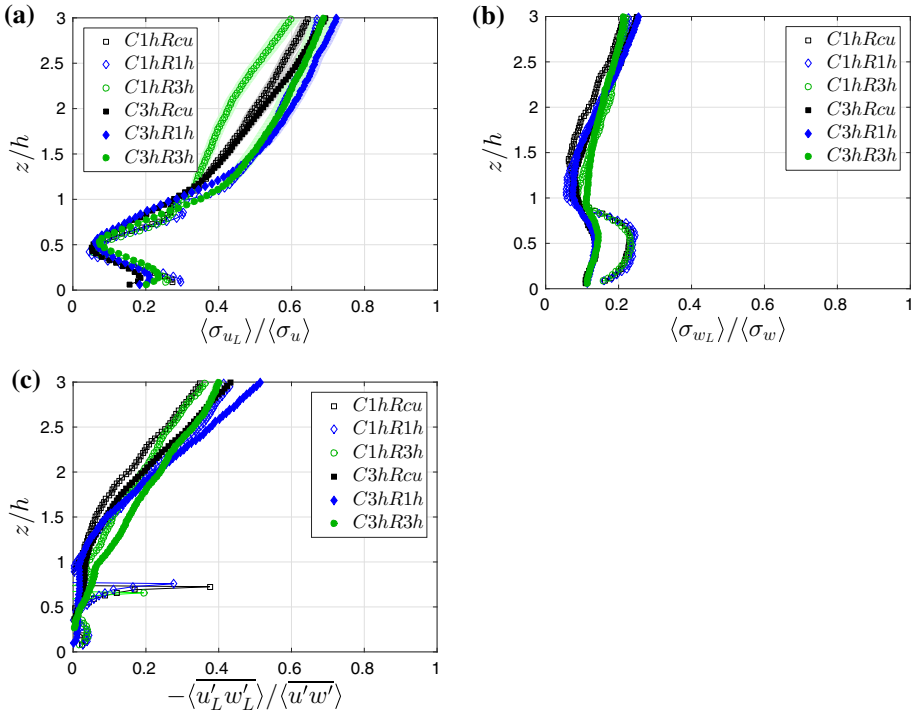 (a)
z/h
3
2.5
2
1.5
1
0.5
0
0 0.2 0.4 0.6 0.8 1
⟨σ_{u_L}⟩/⟨σ_u⟩
C1hRcu
C1hR1h
C1hR3h
C3hRcu
C3hR1h
C3hR3h
(b)
z/h
3
2.5
2
1.5
1
0.5
0
0 0.2 0.4 0.6 0.8 1
⟨σ_{w_L}⟩/⟨σ_w⟩
C1hRcu
C1hR1h
C1hR3h
C3hRcu
C3hR1h
C3hR3h
(c)
z/h
3
2.5
2
1.5
1
0.5
0
0 0.2 0.4 0.6 0.8 1
−⟨\overline{u'_L w'_L}⟩/⟨\overline{u'w'}⟩
C1hRcu
C1hR1h
C1hR3h
C3hRcu
C3hR1h
C3hR3h